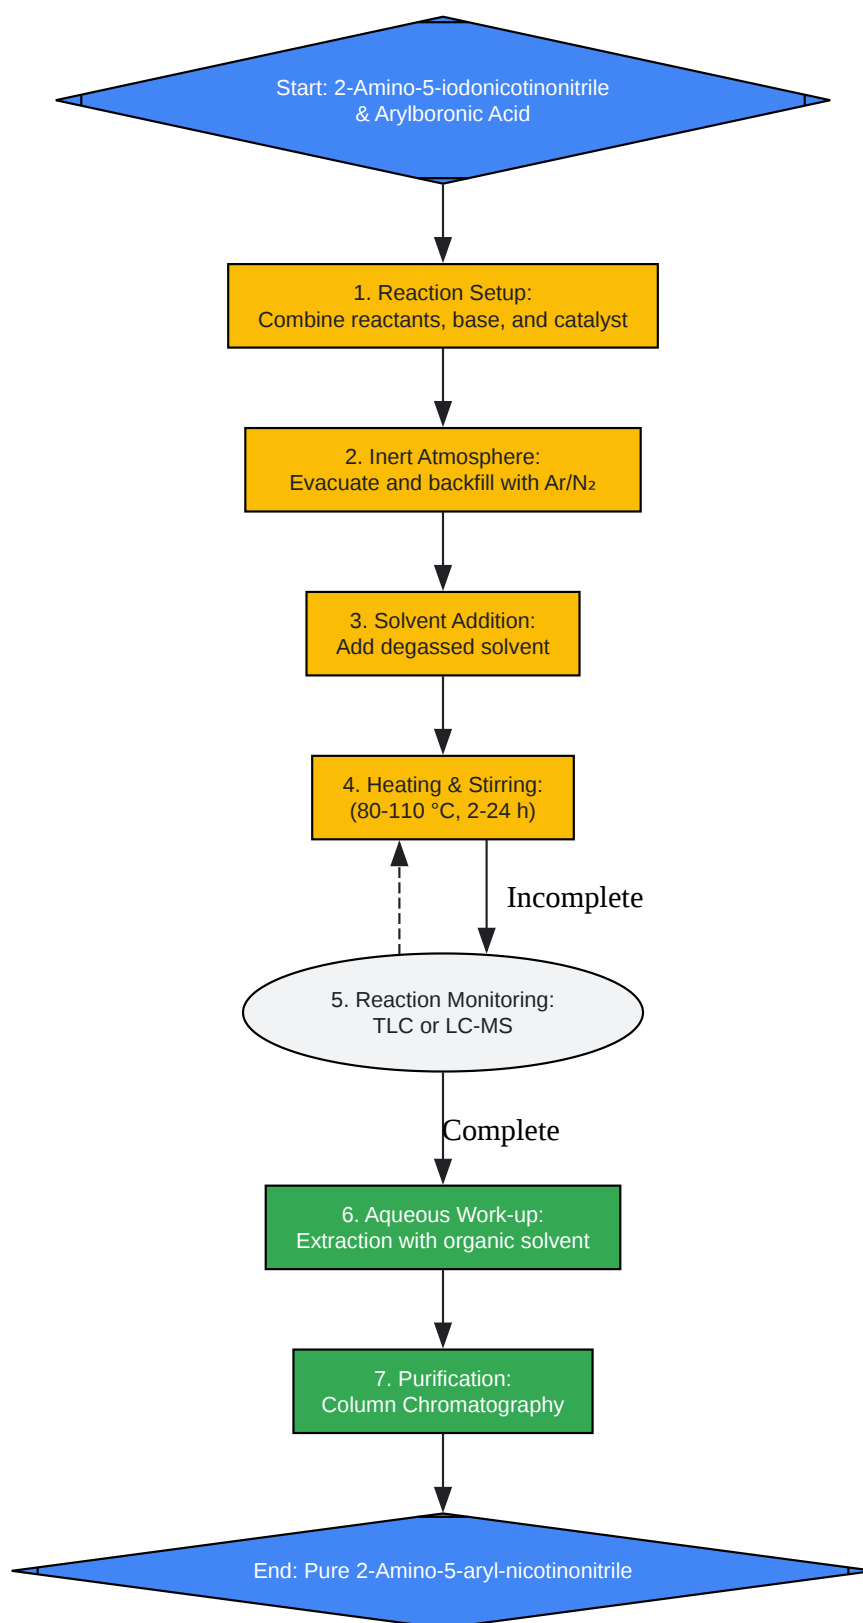 Start: 2-Amino-5-iodonicotinonitrile
& Arylboronic Acid
1. Reaction Setup:
Combine reactants, base, and catalyst
2. Inert Atmosphere:
Evacuate and backfill with Ar/N₂
3. Solvent Addition:
Add degassed solvent
4. Heating & Stirring:
(80-110 °C, 2-24 h)
Incomplete
5. Reaction Monitoring:
TLC or LC-MS
Complete
6. Aqueous Work-up:
Extraction with organic solvent
7. Purification:
Column Chromatography
End: Pure 2-Amino-5-aryl-nicotinonitrile